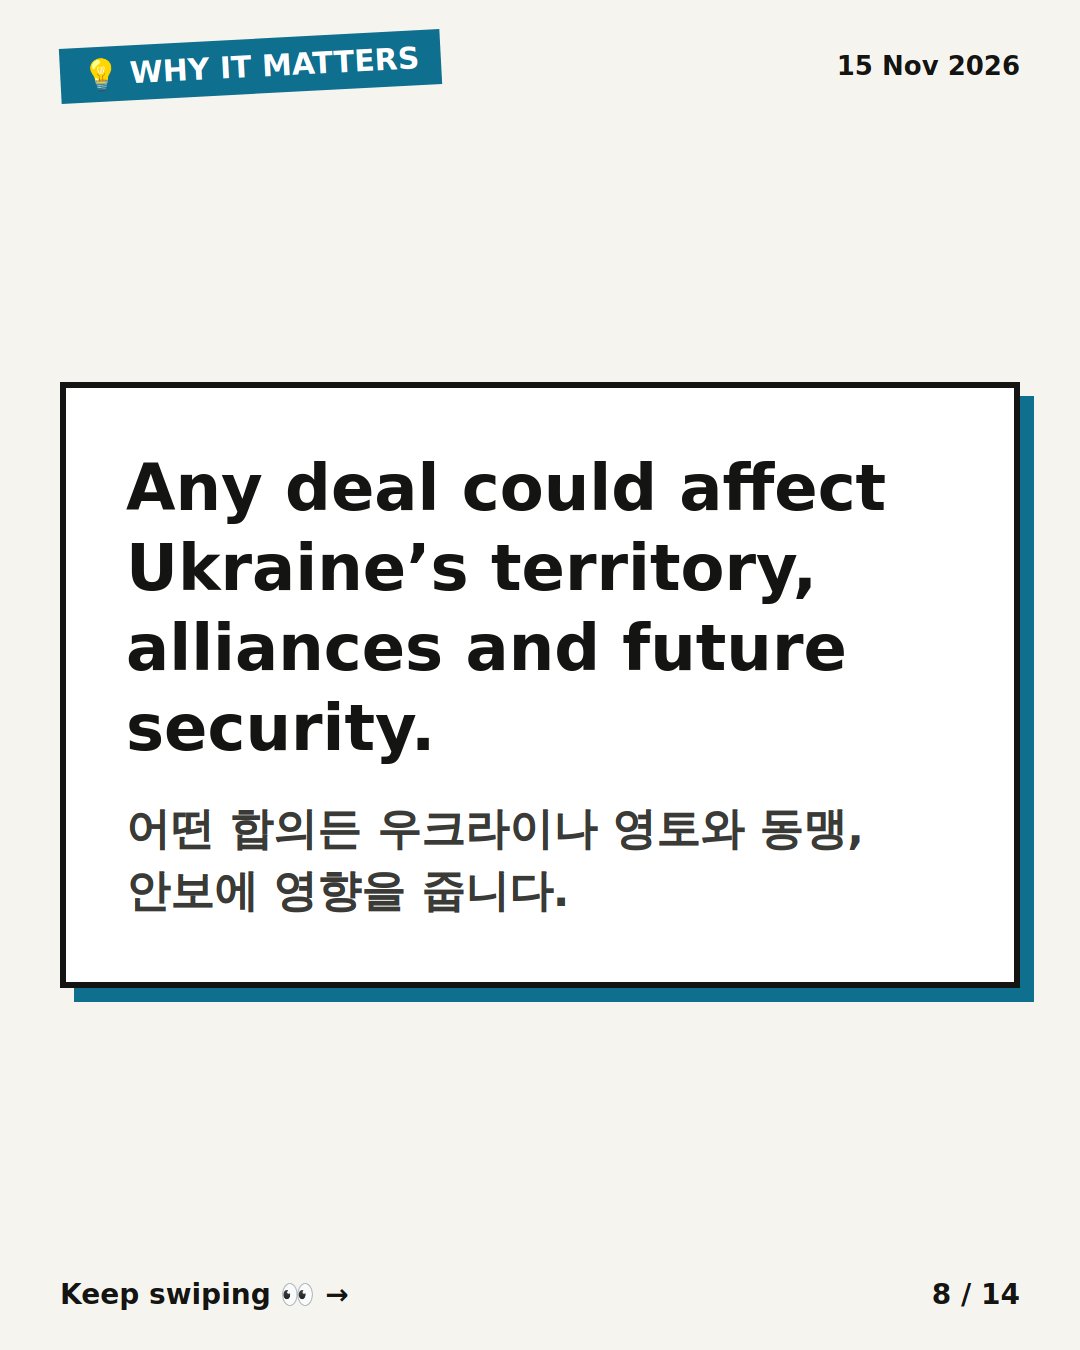 💡 WHY IT MATTERS
15 Nov 2026
Any deal could affect
Ukraine’s territory,
alliances and future
security.
어떤 합의든 우크라이나 영토와 동맹,
안보에 영향을 줍니다.
Keep swiping 👀 →
8 / 14